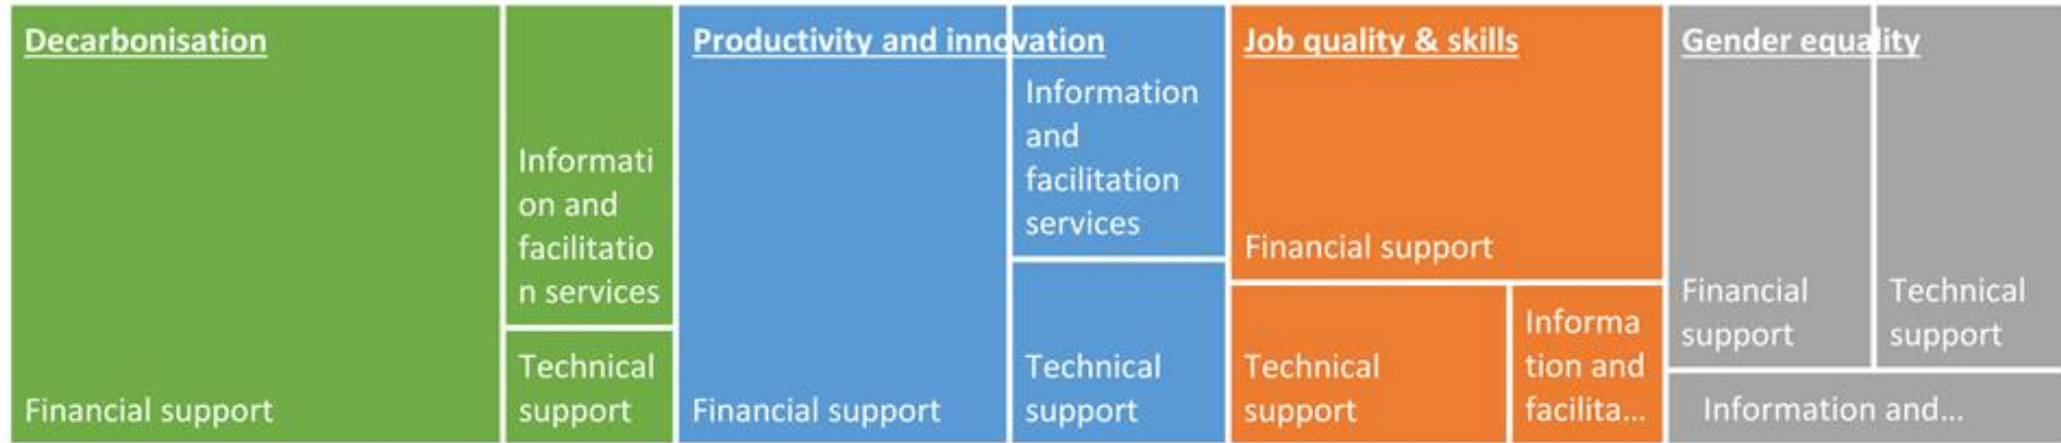 Decarbonisation
Informati
on and
facilitatio
n services
Technical
support
Financial support
Productivity and innovation
Information
and
facilitation
services
Technical
support
Financial support
Job quality & skills
Financial support
Technical
support
Informa
tion and
facilita...
Gender equality
Financial
support
Technical
support
Information and...